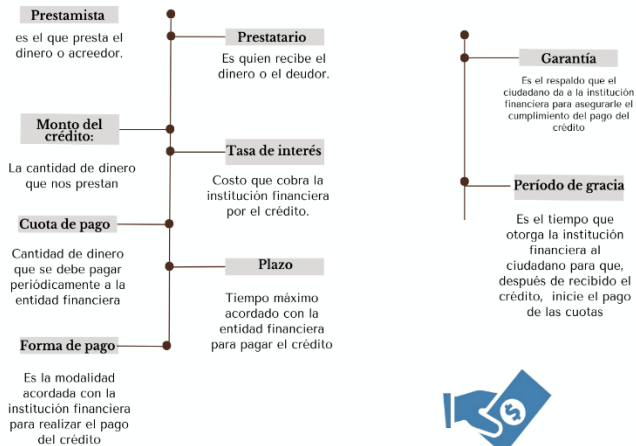 Prestamista
es el que presta el
dinero o acreedor.
Prestatario
Es quien recibe el
dinero o el deudor.
Monto del
crédito:
La cantidad de dinero
que nos prestan
Tasa de interés
Costo que cobra la
institución financiera
por el crédito.
Cuota de pago
Cantidad de dinero
que se debe pagar
periódicamente a la
entidad financiera
Plazo
Tiempo máximo
acordado con la
entidad financiera
para pagar el crédito
Forma de pago
Es la modalidad
acordada con la
institución financiera
para realizar el pago
del crédito
Garantía
Es el respaldo que el
ciudadano da a la institución
financiera para asegurarle el
cumplimiento del pago del
crédito
Período de gracia
Es el tiempo que
otorga la institución
financiera al
ciudadano para que,
después de recibido el
crédito, inicie el pago
de las cuotas
$